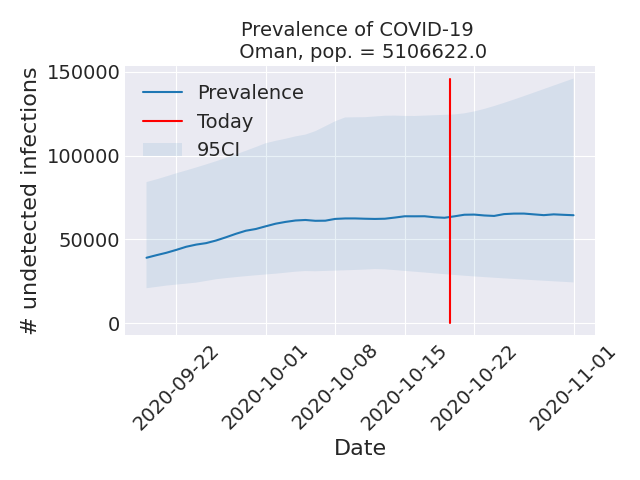 Prevalence of COVID-19
Oman, pop. = 5106622.0
# undetected infections
150000
100000
50000
0
Prevalence
Today
95CI
2020-09-22
2020-10-01
2020-10-08
2020-10-15
2020-10-22
2020-11-01
Date